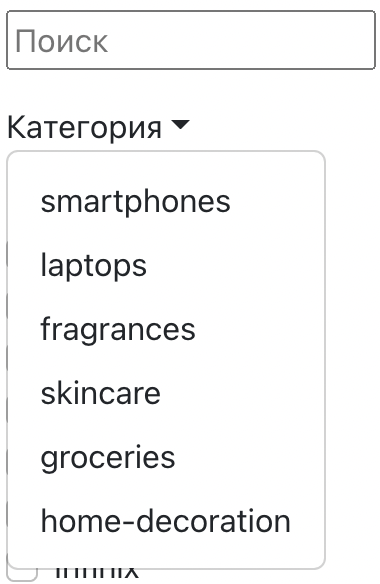 Поиск
Категория
smartphones
laptops
fragrances
skincare
groceries
home-decoration